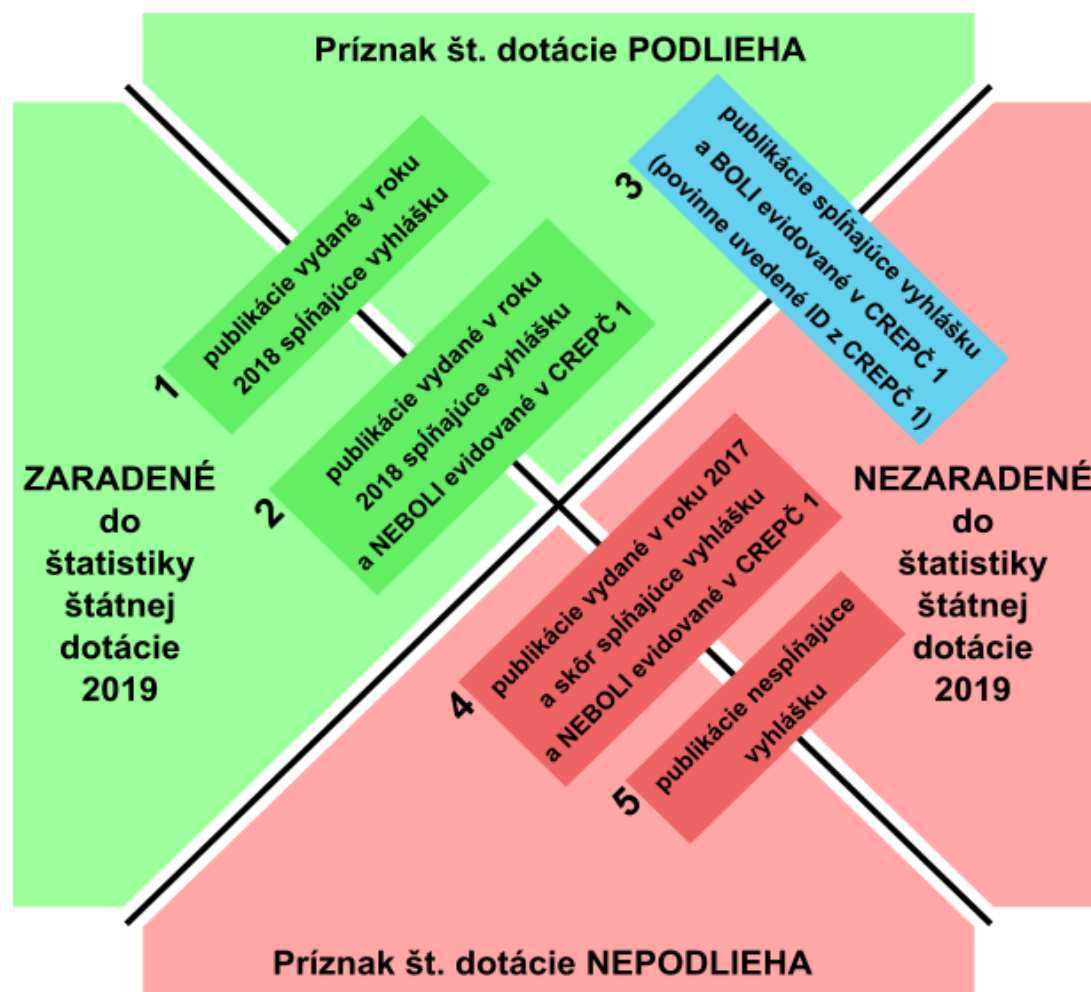 Príznak št. dotácie PODLIEHA
1
publikácie vydané v roku
2018 spĺňajúce vyhlášku
2
publikácie vydané v roku
2018 spĺňajúce vyhlášku
a NEBOLI evidované v CREPČ 1
3
publikácie spĺňajúce vyhlášku
a BOLI evidované v CREPČ 1
(povinne uvedené ID z CREPČ 1)
ZARADENÉ
do
štatistiky
štátnej
dotácie
2019
NEZARADENÉ
do
štatistiky
štátnej
dotácie
2019
4
publikácie vydané v roku 2017
a skôr spĺňajúce vyhlášku
a NEBOLI evidované v CREPČ 1
5
publikácie nespĺňajúce
vyhlášku
Príznak št. dotácie NEPODLIEHA